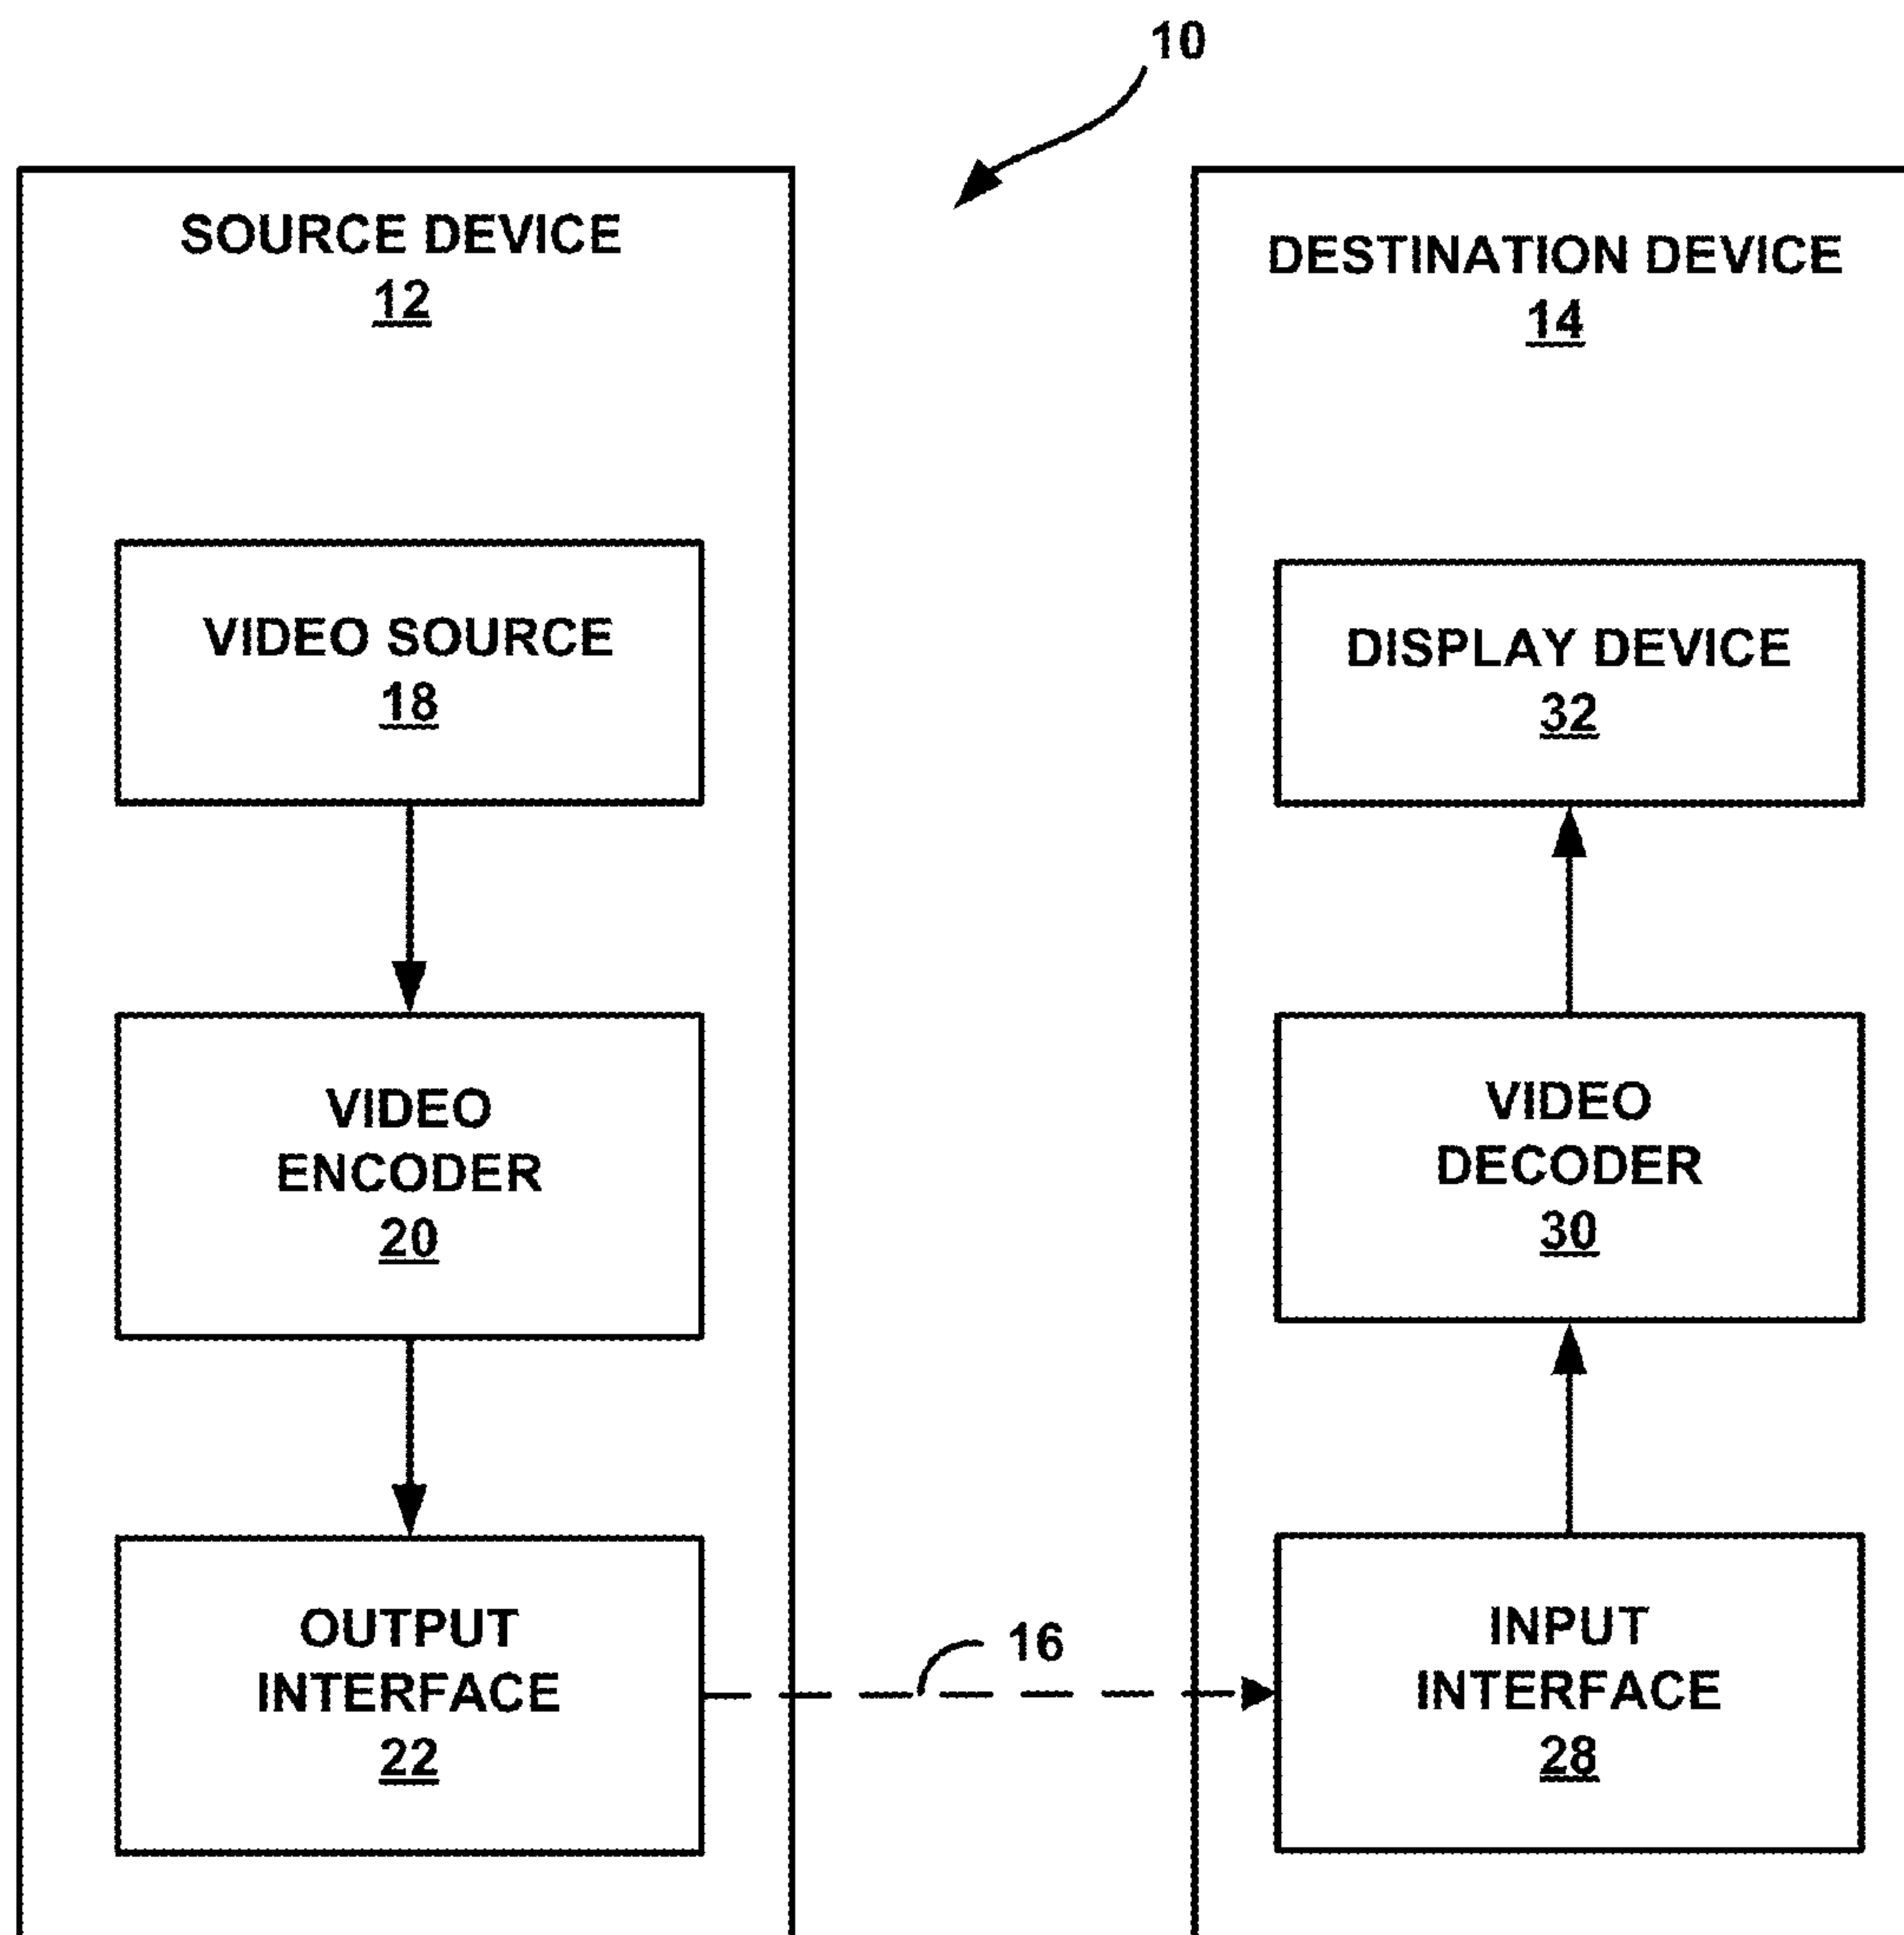 10
SOURCE DEVICE
12
VIDEO SOURCE
18
VIDEO
ENCODER
20
OUTPUT
INTERFACE
22
16
DESTINATION DEVICE
14
DISPLAY DEVICE
32
VIDEO
DECODER
30
INPUT
INTERFACE
28